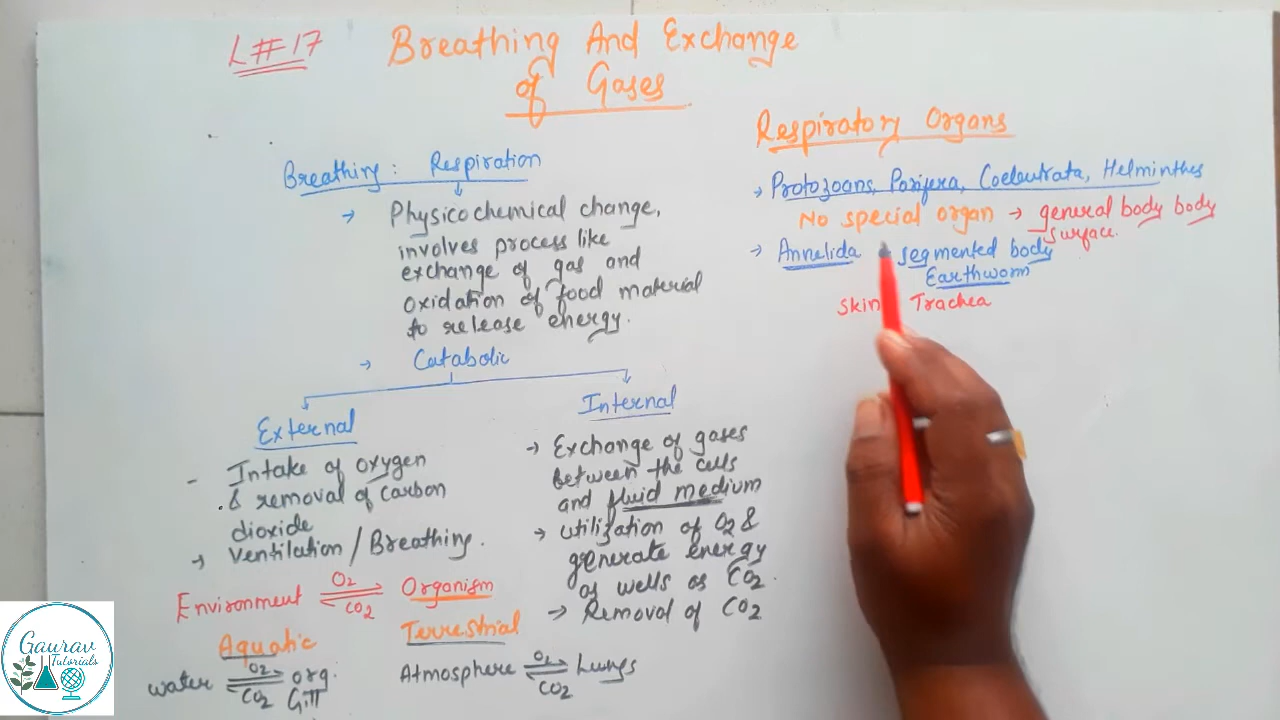 L#17
Breathing And Exchange
of Gases
Breathing : Respiration
→ Physicochemical change,
involves process like
exchange of gas and
oxidation of food material
to release energy.
→ Catabolic
External
- Intake of oxygen
& removal of carbon
dioxide
→ Ventilation / Breathing.
Environment O2 CO2 Organism
Aquatic
water O2 CO2 org.
Gill
Terrestrial
Atmosphere O2 CO2 Lungs
Internal
→ Exchange of gases
between the cells
and fluid medium
→ utilization of O2 &
generate energy
as wells as CO2.
→ Removal of CO2
Respiratory Organs
→ Protozoans, Porifera, Coelentrata, Helminthes
No special organ → general body body
surface.
→ Annelida segmented body
Earthworm
Skin Trachea
Gaurav
Tutorials